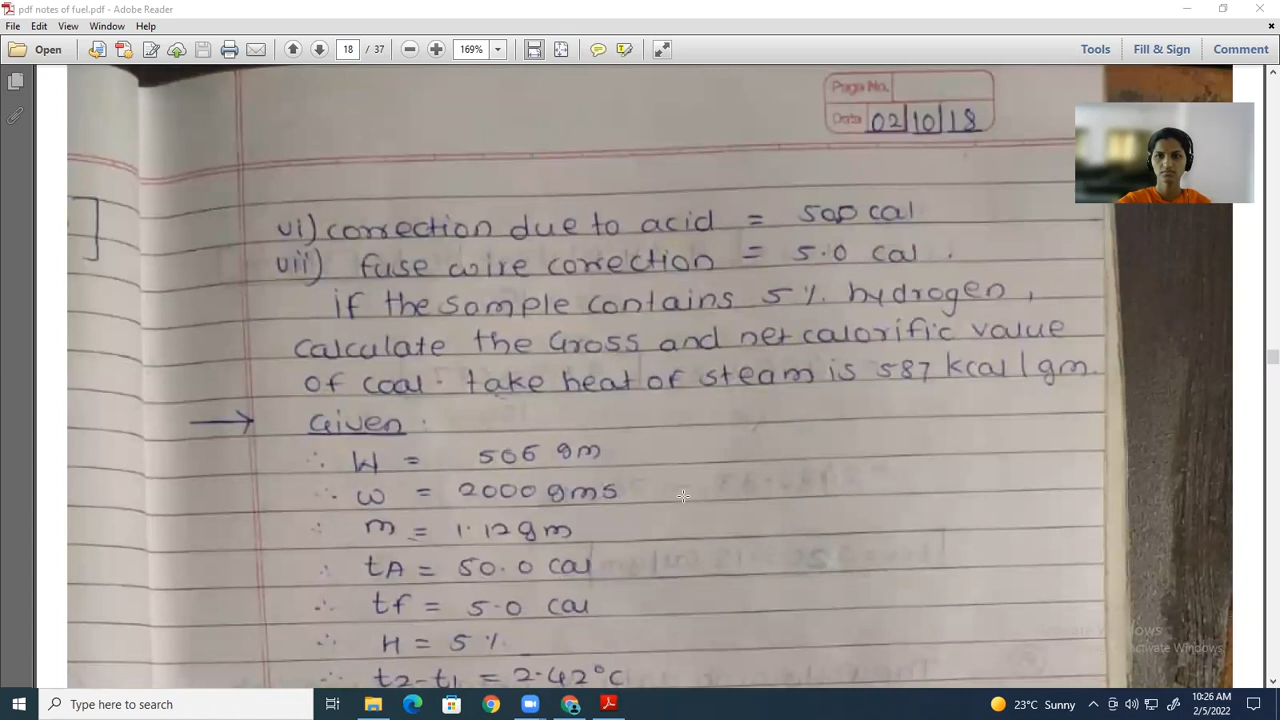 pdf notes of fuel.pdf - Adobe Reader
File Edit View Window Help
Open 18 / 37 169% Tools Fill & Sign Comment
Page No.
Date 02 10 18
vi) correction due to acid = 500 cal
vii) fuse wire correction = 5.0 cal .
if the sample contains 5 % hydrogen ,
calculate the Gross and net calorific value
of coal. take heat of steam is 587 kcal / gm.
→ Given :
∴ W = 506 gm
∴ w = 2000 gms
∴ m = 1.12 gm
∴ tA = 50.0 cal
∴ tf = 5.0 cal
∴ H = 5 %.
∴ t2-t1 = 2.42°c
Type here to search
23°C Sunny
10:26 AM
2/5/2022